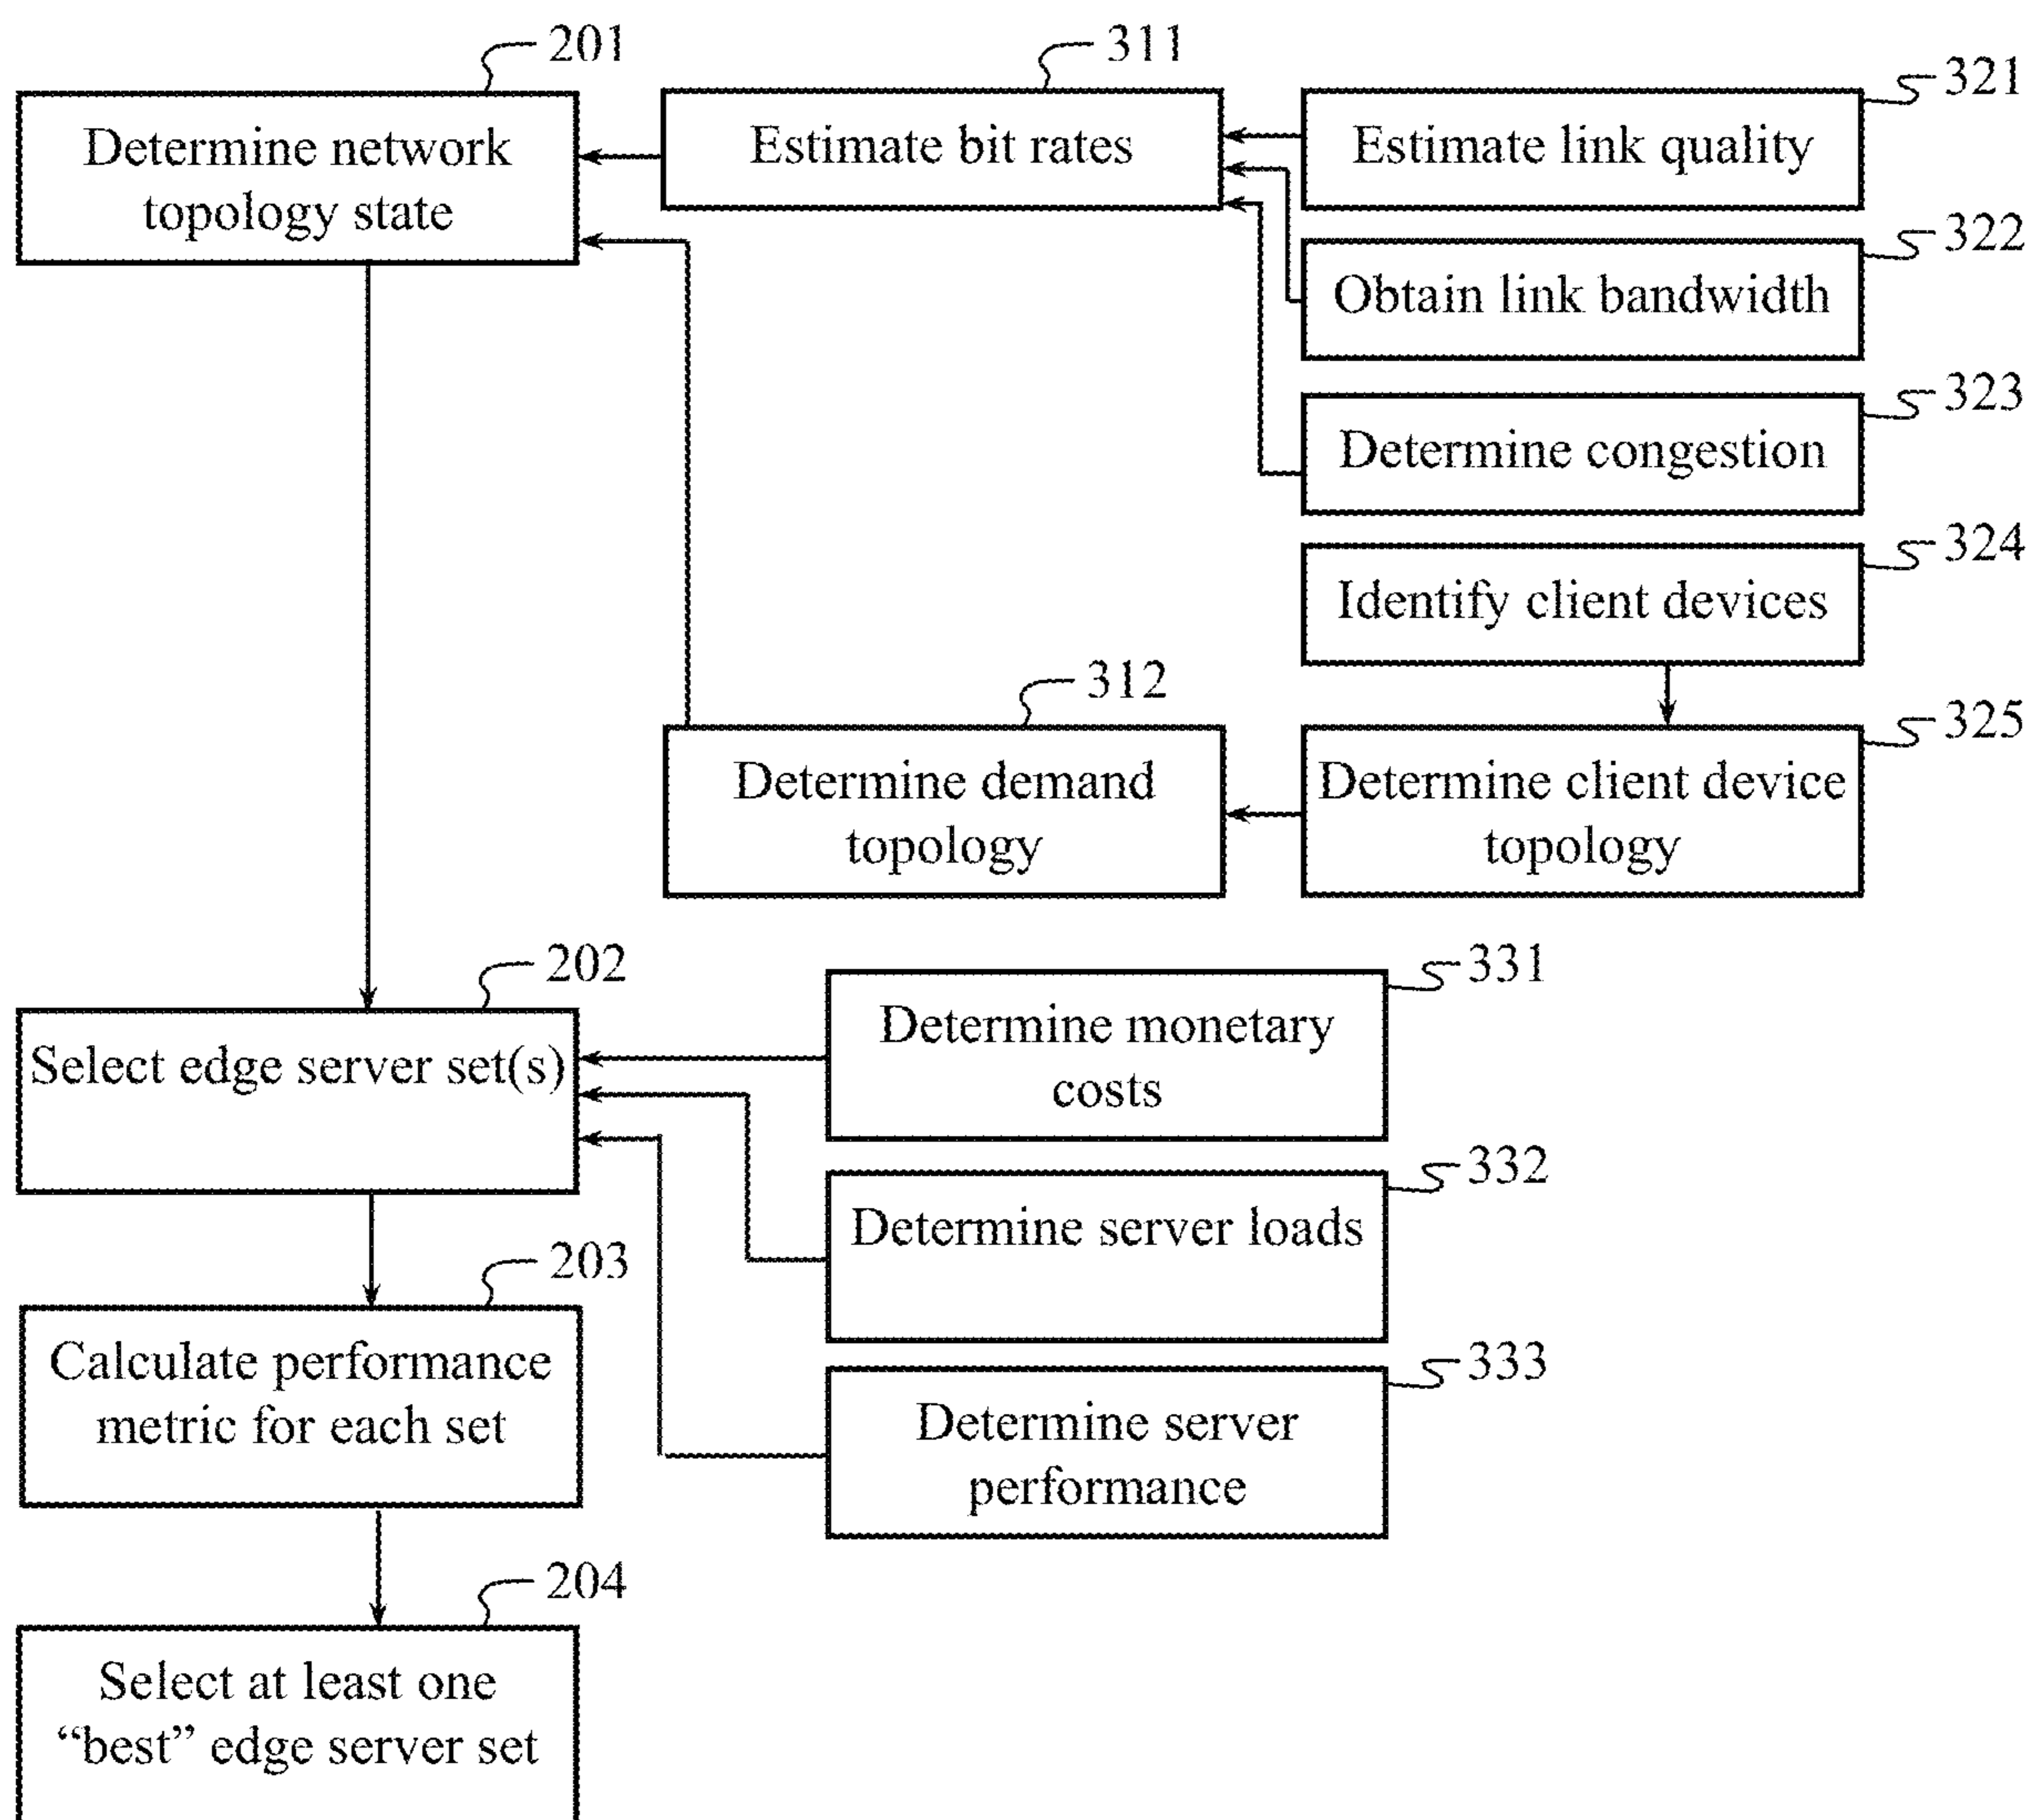 201
311
321
Determine network
topology state
Estimate bit rates
Estimate link quality
322
Obtain link bandwidth
323
Determine congestion
324
Identify client devices
312
325
Determine demand
topology
Determine client device
topology
202
331
Select edge server set(s)
Determine monetary
costs
332
Determine server loads
203
Calculate performance
metric for each set
333
Determine server
performance
204
Select at least one
“best” edge server set